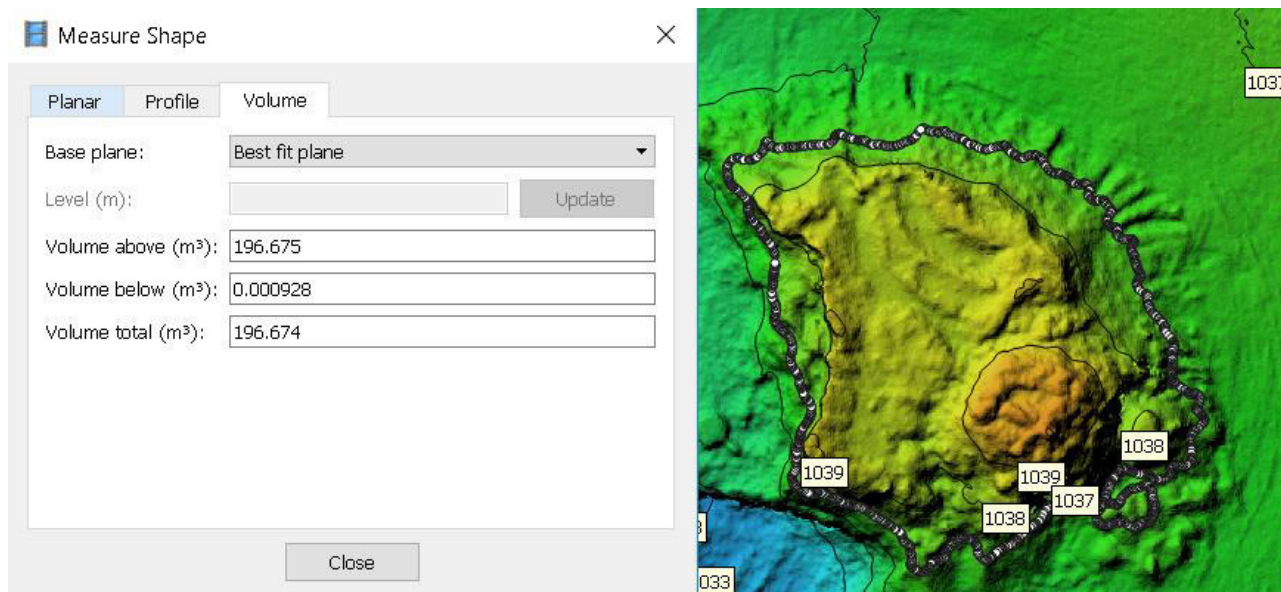 Measure Shape
Planar Profile Volume
Base plane: Best fit plane
Level (m): Update
Volume above (m³): 196.675
Volume below (m³): 0.000928
Volume total (m³): 196.674
Close
1038
1039
1039
1037
1038
033